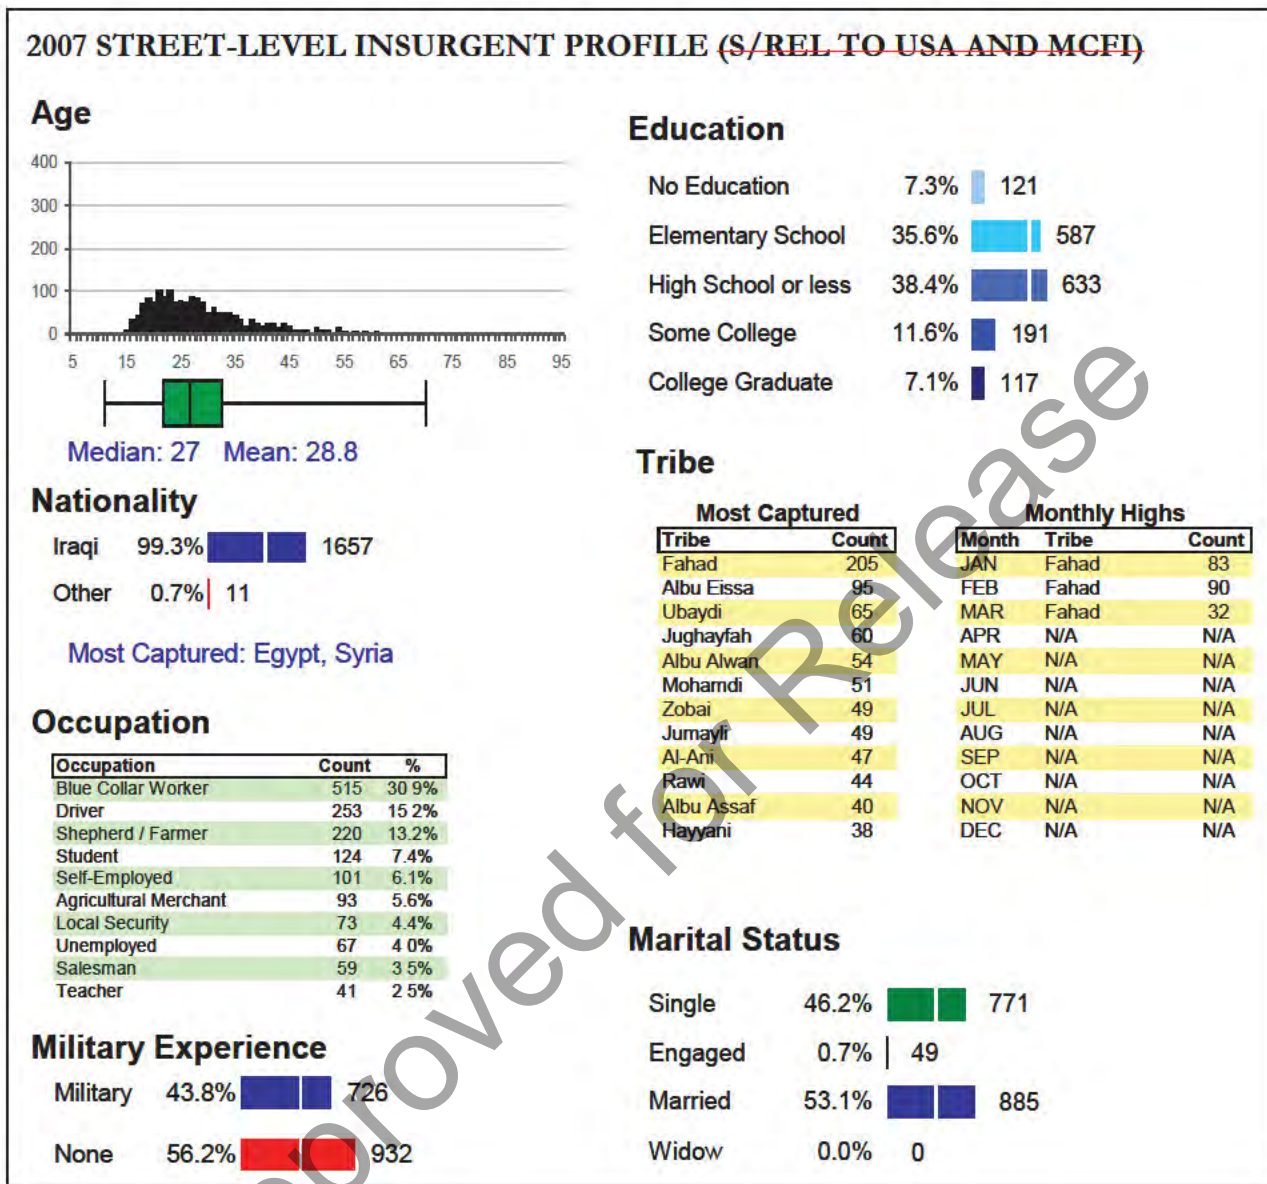 2007 STREET-LEVEL INSURGENT PROFILE (S/REL TO USA AND MCFI)
Age
400
300
200
100
0
5 15 25 35 45 55 65 75 85 95
Median: 27 Mean: 28.8
Nationality
Iraqi 99.3% 1657
Other 0.7% 11
Most Captured: Egypt, Syria
Occupation
Occupation Count %
Blue Collar Worker 515 30 9%
Driver 253 15 2%
Shepherd / Farmer 220 13.2%
Student 124 7.4%
Self-Employed 101 6.1%
Agricultural Merchant 93 5.6%
Local Security 73 4.4%
Unemployed 67 4 0%
Salesman 59 3 5%
Teacher 41 2 5%
Military Experience
Military 43.8% 726
None 56.2% 932
Education
No Education 7.3% 121
Elementary School 35.6% 587
High School or less 38.4% 633
Some College 11.6% 191
College Graduate 7.1% 117
Tribe
Most Captured
Tribe Count
Fahad 205
Albu Eissa 95
Ubaydi 65
Jughayfah 60
Albu Alwan 54
Mohamdi 51
Zobai 49
Jumayli 49
Al-Ani 47
Rawi 44
Albu Assaf 40
Hayyani 38
Monthly Highs
Month Tribe Count
JAN Fahad 83
FEB Fahad 90
MAR Fahad 32
APR N/A N/A
MAY N/A N/A
JUN N/A N/A
JUL N/A N/A
AUG N/A N/A
SEP N/A N/A
OCT N/A N/A
NOV N/A N/A
DEC N/A N/A
Marital Status
Single 46.2% 771
Engaged 0.7% 49
Married 53.1% 885
Widow 0.0% 0
pproved for Release